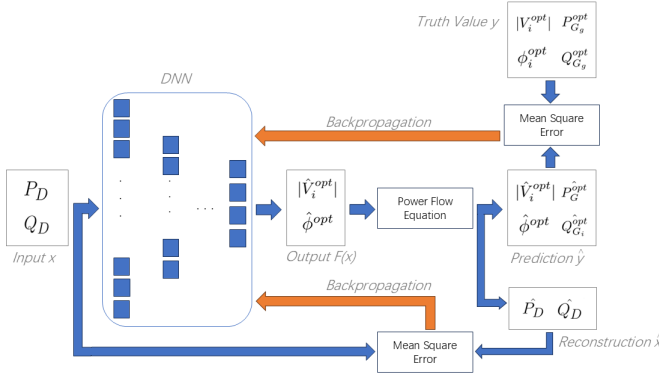 Truth Value y
|V_i^{opt}| P_{G_g}^{opt}
ϕ_i^{opt} Q_{G_g}^{opt}
DNN
Backpropagation
Mean Square
Error
P_D
Q_D
Input x
. . .
|V̂_i^{opt}|
ϕ̂^{opt}
Output F(x)
Power Flow
Equation
|V̂_i^{opt}| P̂_G^{opt}
ϕ̂^{opt} Q̂_{G_i}^{opt}
Prediction ŷ
Backpropagation
P̂_D Q̂_D
Reconstruction x̂
Mean Square
Error